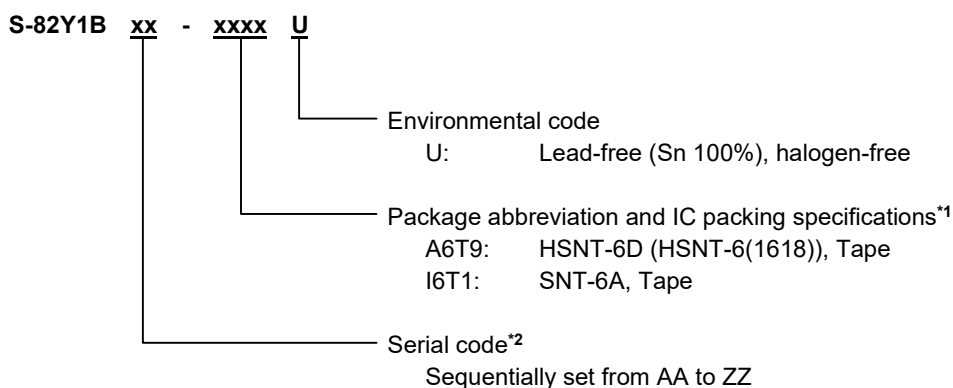 S-82Y1B xx - xxxx U
Environmental code
U: Lead-free (Sn 100%), halogen-free
Package abbreviation and IC packing specifications*1
A6T9: HSNT-6D (HSNT-6(1618)), Tape
I6T1: SNT-6A, Tape
Serial code*2
Sequentially set from AA to ZZ